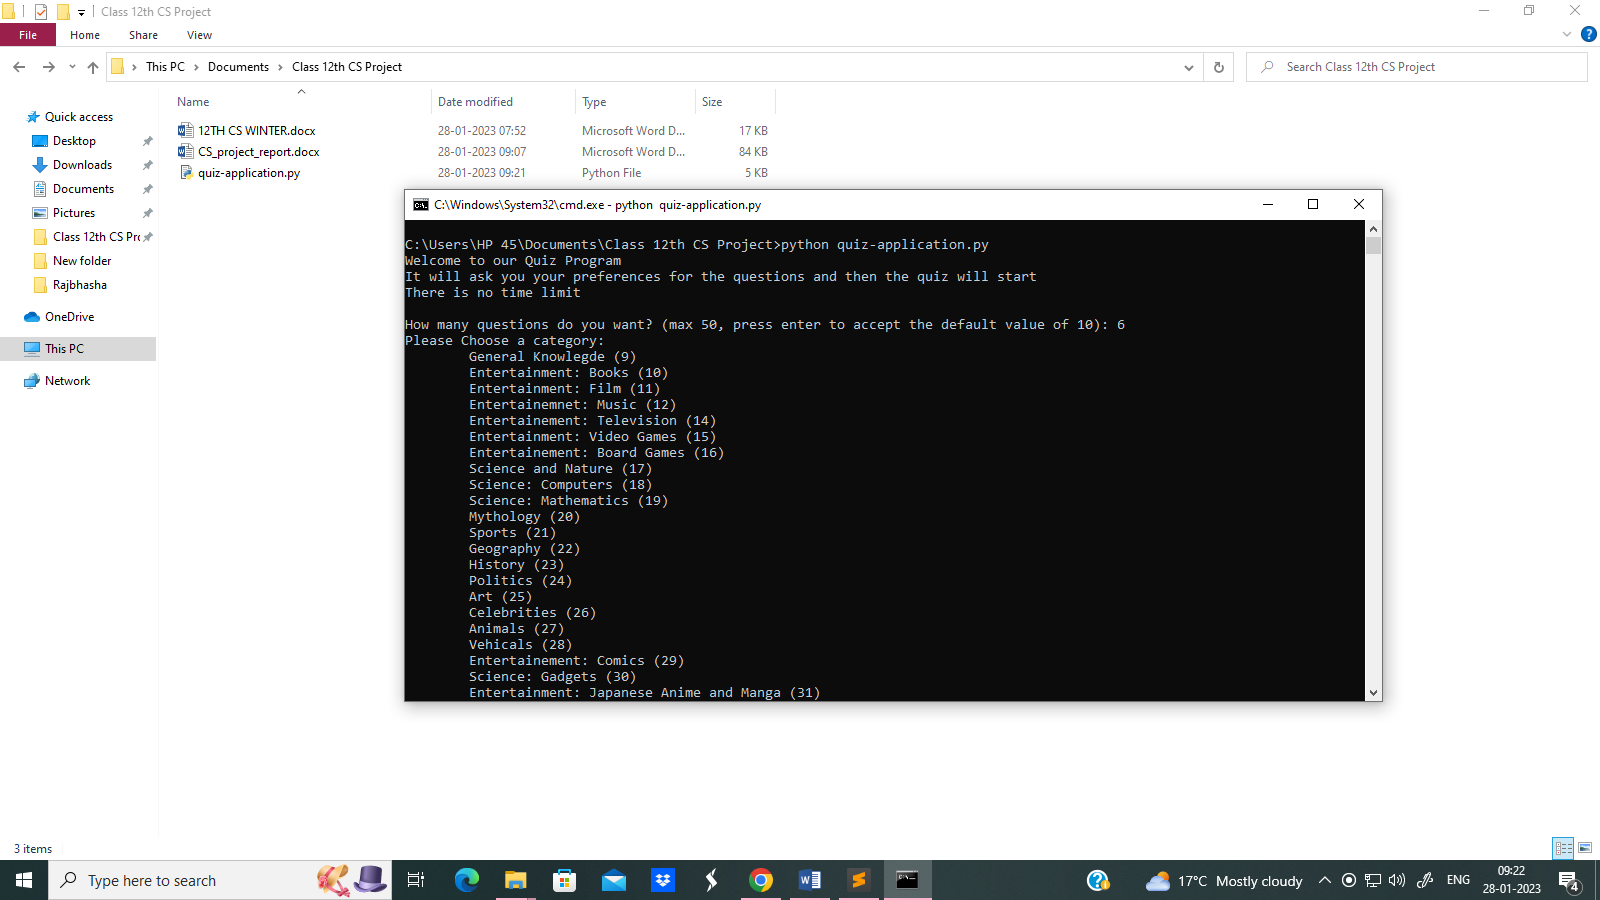 Class 12th CS Project
File Home Share View
This PC > Documents > Class 12th CS Project
Search Class 12th CS Project
Name Date modified Type Size
Quick access
Desktop
Downloads
Documents
Pictures
Class 12th CS Pro
New folder
Rajbhasha
OneDrive
This PC
Network
12TH CS WINTER.docx 28-01-2023 07:52 Microsoft Word D... 17 KB
CS_project_report.docx 28-01-2023 09:07 Microsoft Word D... 84 KB
quiz-application.py 28-01-2023 09:21 Python File 5 KB
C:\Windows\System32\cmd.exe - python quiz-application.py
C:\Users\HP 45\Documents\Class 12th CS Project>python quiz-application.py
Welcome to our Quiz Program
It will ask you your preferences for the questions and then the quiz will start
There is no time limit
How many questions do you want? (max 50, press enter to accept the default value of 10): 6
Please Choose a category:
General Knowlegde (9)
Entertainment: Books (10)
Entertainment: Film (11)
Entertainemnet: Music (12)
Entertainement: Television (14)
Entertainment: Video Games (15)
Entertainement: Board Games (16)
Science and Nature (17)
Science: Computers (18)
Science: Mathematics (19)
Mythology (20)
Sports (21)
Geography (22)
History (23)
Politics (24)
Art (25)
Celebrities (26)
Animals (27)
Vehicals (28)
Entertainement: Comics (29)
Science: Gadgets (30)
Entertainment: Japanese Anime and Manga (31)
3 items
Type here to search
17°C Mostly cloudy
ENG
09:22
28-01-2023
4